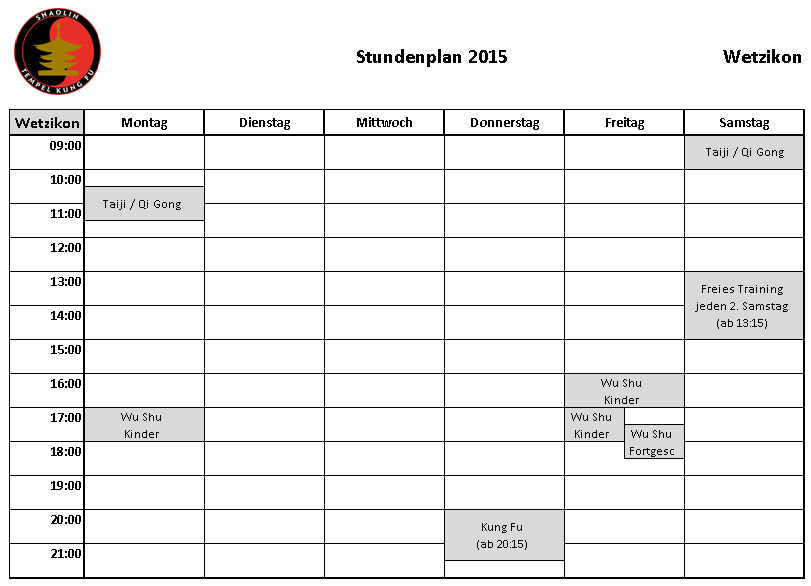 SHAOLIN
TEMPEL KUNG FU
Stundenplan 2015
Wetzikon
Wetzikon Montag Dienstag Mittwoch Donnerstag Freitag Samstag
09:00
Taiji / Qi Gong
10:00
Taiji / Qi Gong
11:00
12:00
13:00
Freies Training
jeden 2. Samstag
(ab 13:15)
14:00
15:00
16:00
Wu Shu
Kinder
17:00
Wu Shu
Kinder
Wu Shu
Kinder
Wu Shu
Fortgesc
18:00
19:00
20:00
Kung Fu
(ab 20:15)
21:00